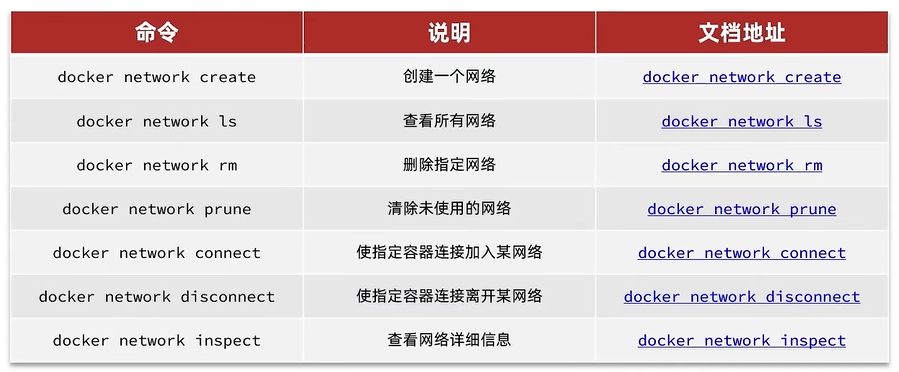 命令 说明 文档地址
docker network create 创建一个网络 docker network create
docker network ls 查看所有网络 docker network ls
docker network rm 删除指定网络 docker network rm
docker network prune 清除未使用的网络 docker network prune
docker network connect 使指定容器连接加入某网络 docker network connect
docker network disconnect 使指定容器连接离开某网络 docker network disconnect
docker network inspect 查看网络详细信息 docker network inspect